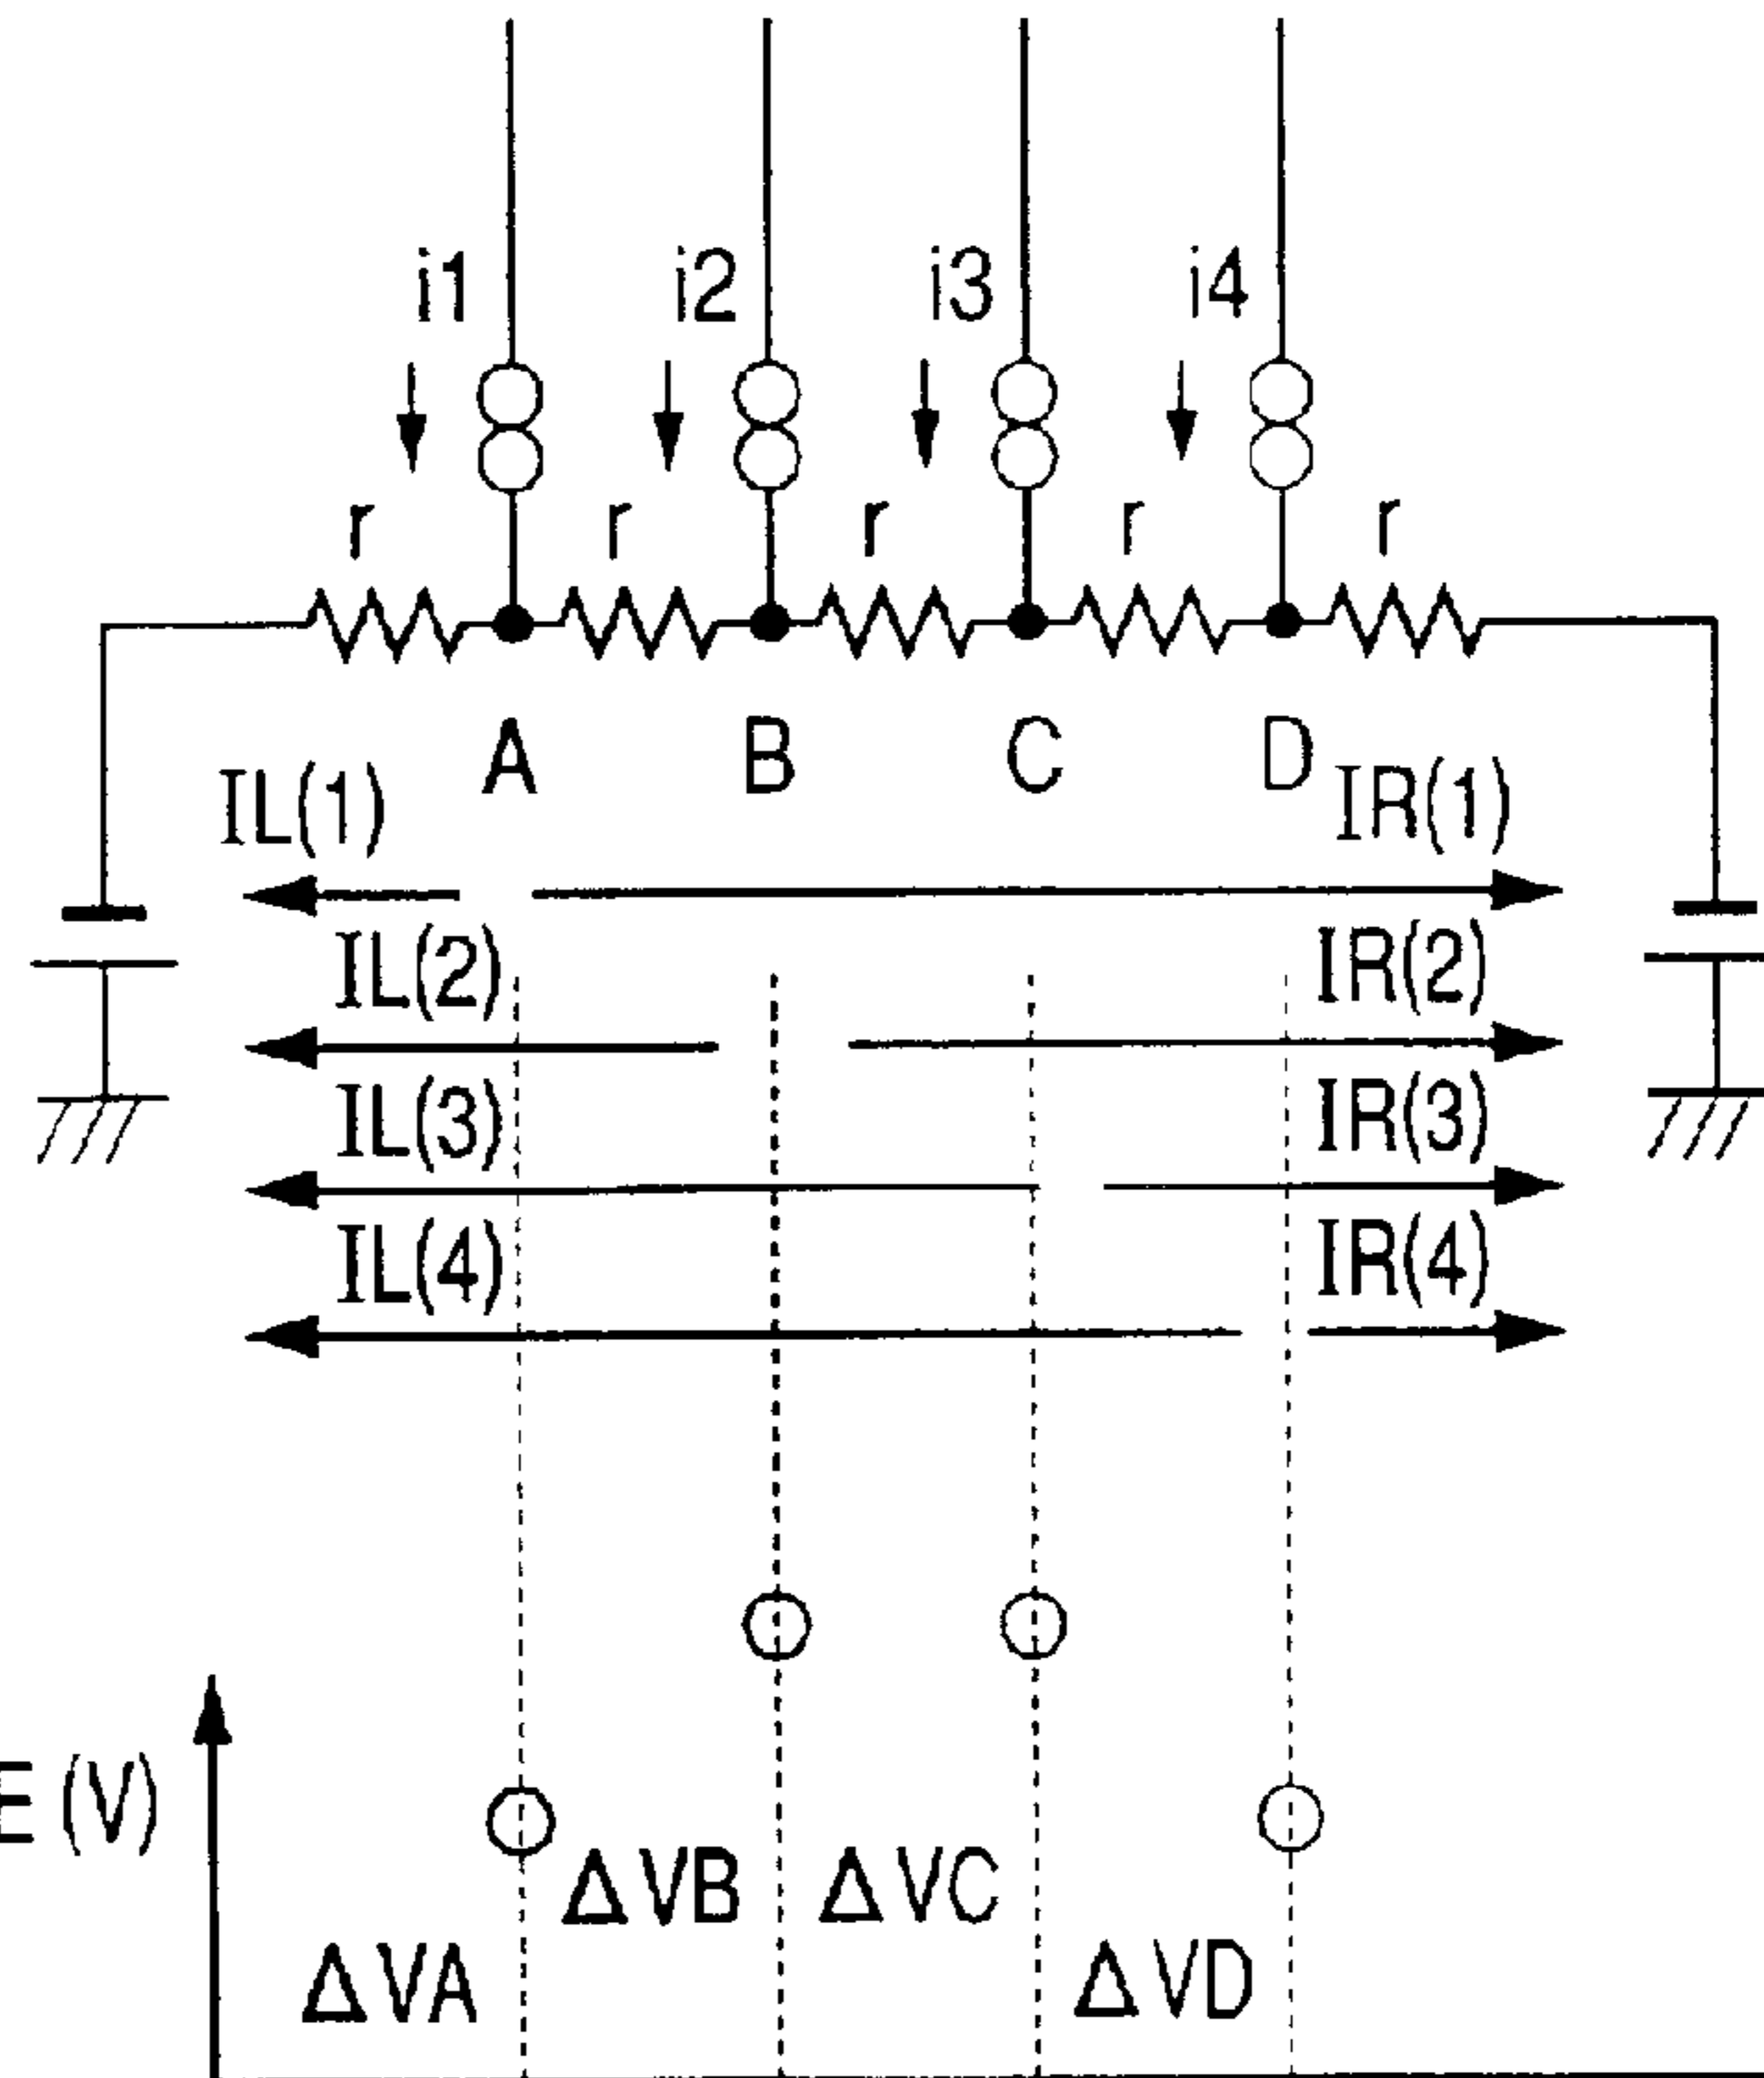 i1 i2 i3 i4
r r r r r
A B C D
IL(1) IR(1)
IL(2) IR(2)
IL(3) IR(3)
IL(4) IR(4)
E (V)
ΔVB ΔVC
ΔVA ΔVD